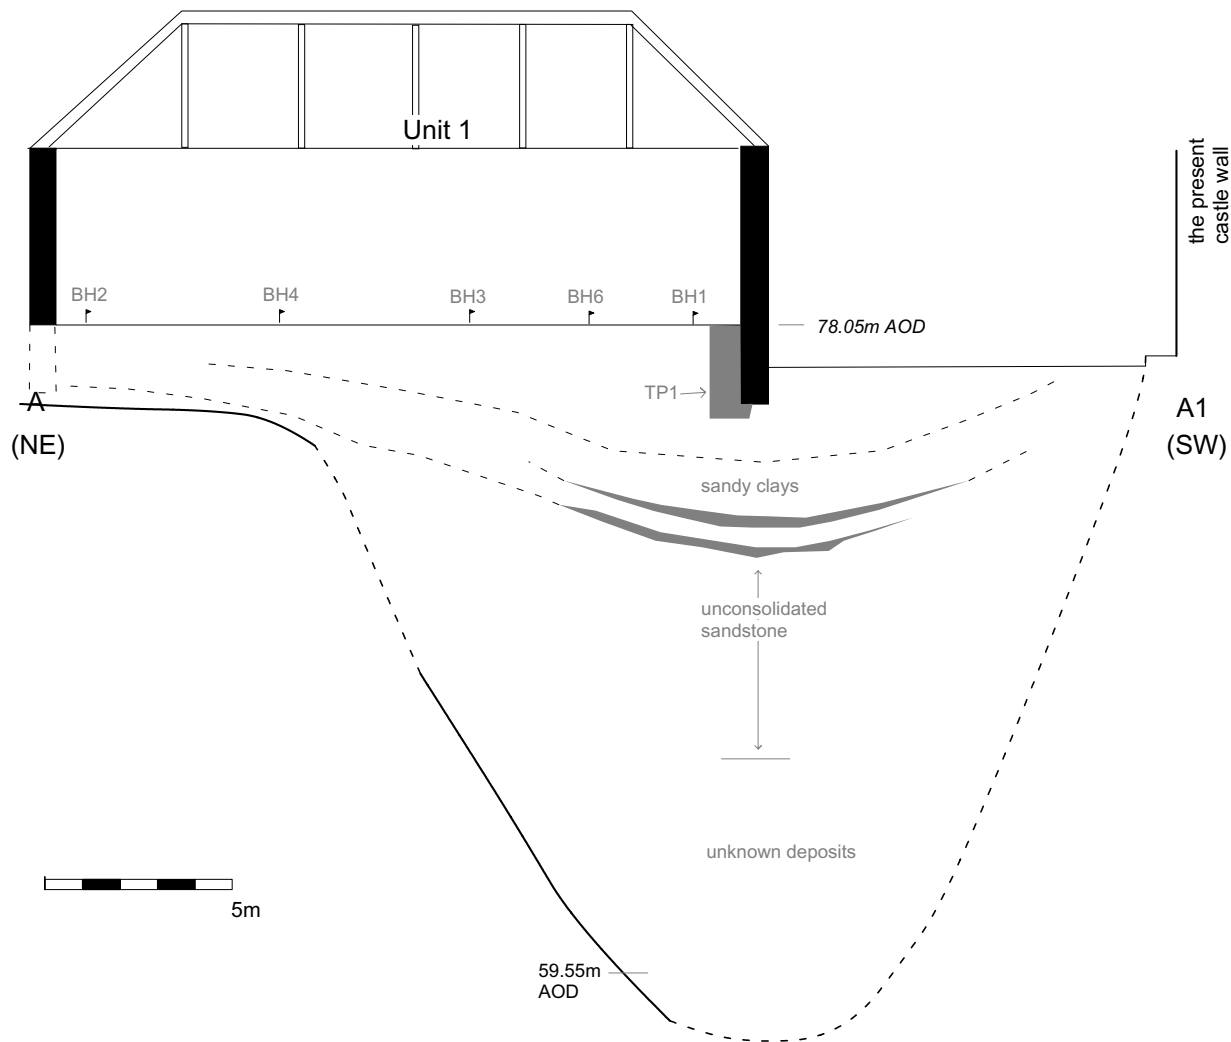 Unit 1
the present
castle wall
BH2
BH4
BH3
BH6
BH1
78.05m AOD
TP1
A
(NE)
A1
(SW)
sandy clays
unconsolidated
sandstone
unknown deposits
5m
59.55m
AOD